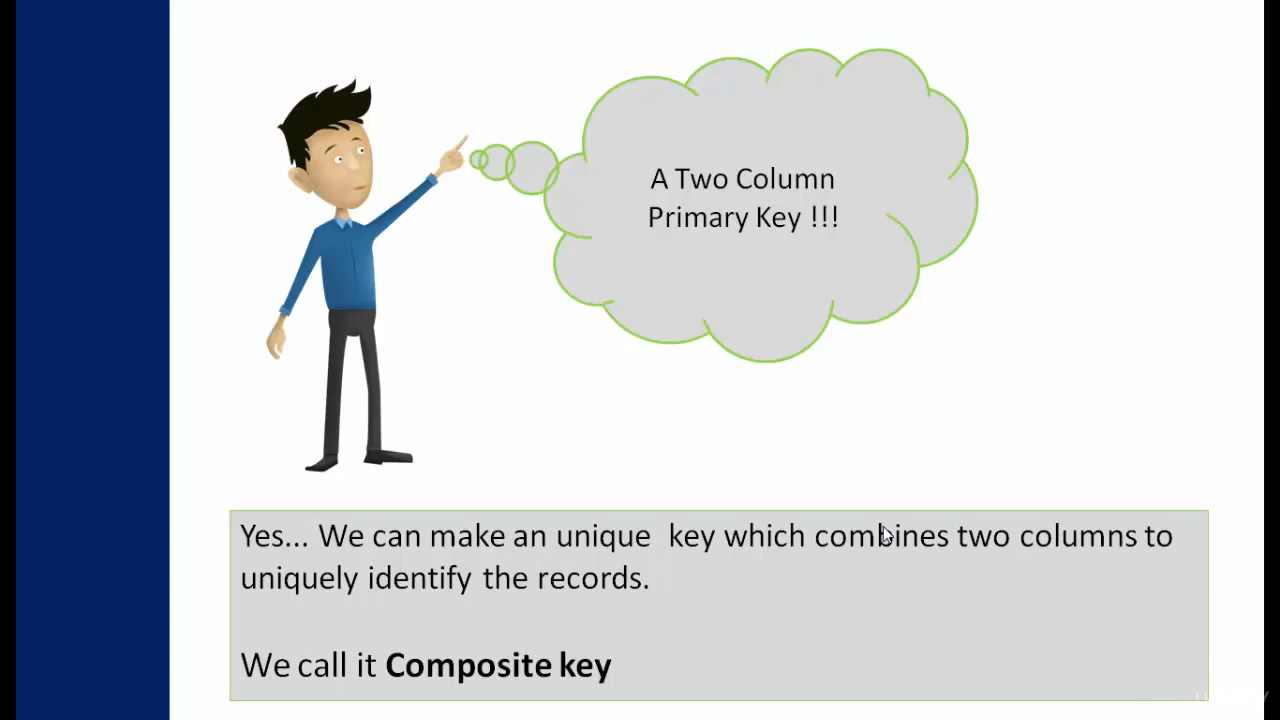 A Two Column
Primary Key !!!
Yes... We can make an unique key which combines two columns to
uniquely identify the records.
We call it Composite key